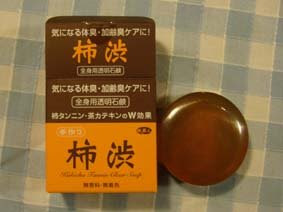 気になる体臭・加齢臭ケアに!
柿渋
全身用透明石鹸
気になる体臭・加齢臭ケアに!
全身用透明石鹸
柿タンニン・茶カテキンのW効果
手作り
柿渋
Kakishibu Tannin Clear Soap
無香料・無着色